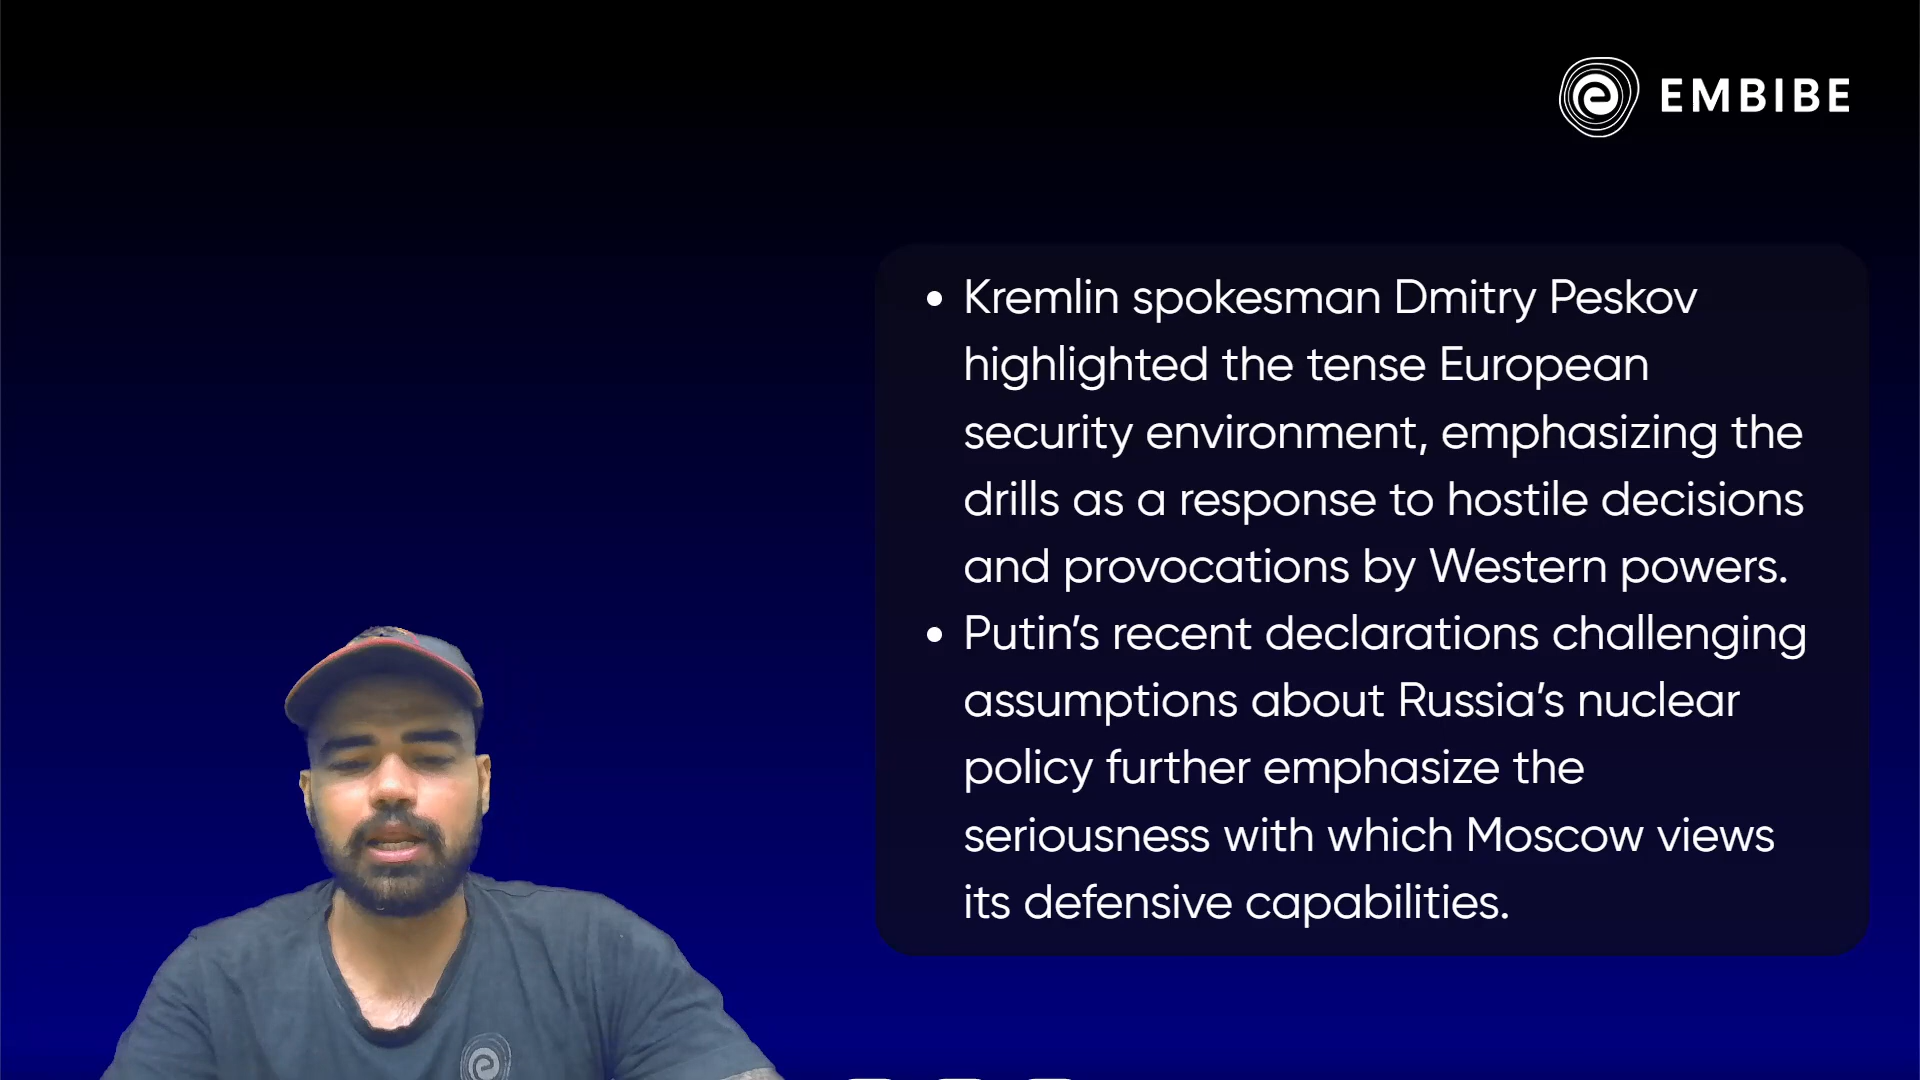 EMBIBE
• Kremlin spokesman Dmitry Peskov
highlighted the tense European
security environment, emphasizing the
drills as a response to hostile decisions
and provocations by Western powers.
• Putin’s recent declarations challenging
assumptions about Russia’s nuclear
policy further emphasize the
seriousness with which Moscow views
its defensive capabilities.